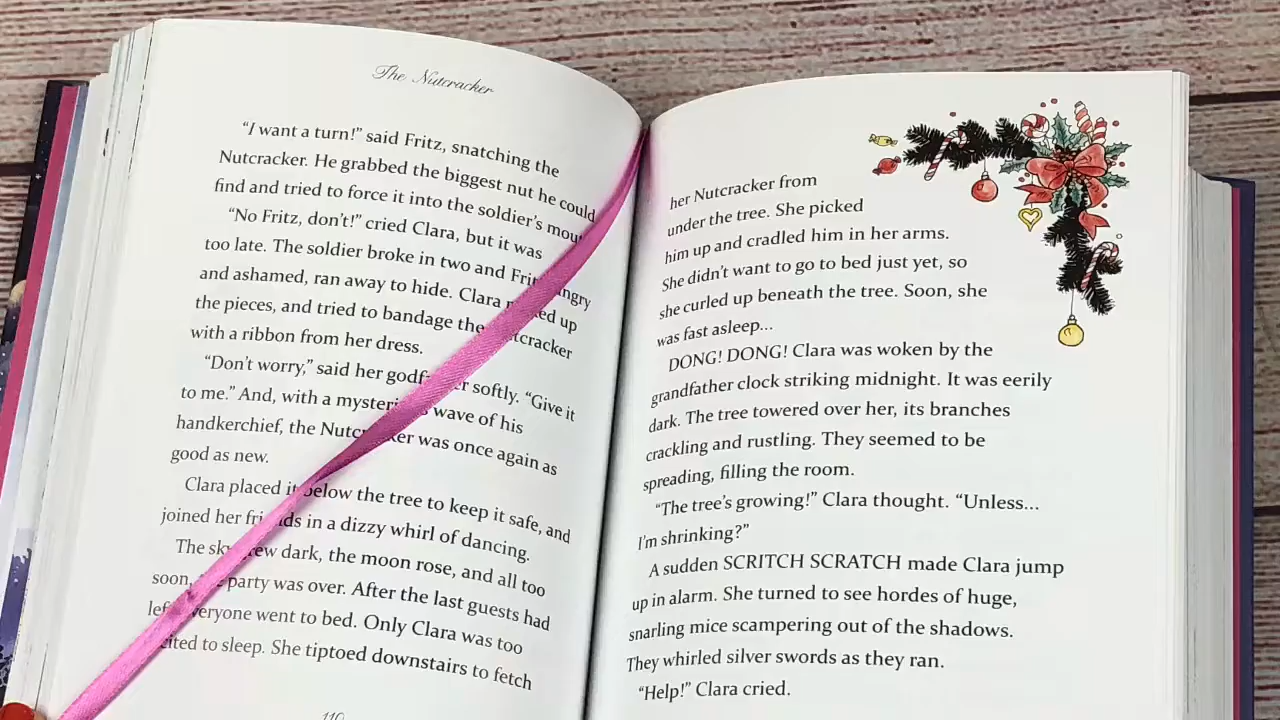 The Nutcracker
“I want a turn!” said Fritz, snatching the
Nutcracker. He grabbed the biggest nut he could
find and tried to force it into the soldier’s
“No Fritz, don’t!” cried Clara, but it was
too late. The soldier broke in two and
and ashamed, ran away to hide. Clara up
the pieces, and tried to bandage the
with a ribbon from her dress.
“Don’t worry,” said her softly. “Give it
to me.” And, with a wave of his
handkerchief, the was once again as
good as new.
Clara placed it below the tree to keep it safe, and
joined her in a dizzy whirl of dancing.
The dark, the moon rose, and all too
soon, party was over. After the last guests had
everyone went to bed. Only Clara was too
to sleep. She tiptoed downstairs to fetch
her Nutcracker from
under the tree. She picked
him up and cradled him in her arms.
She didn’t want to go to bed just yet, so
she curled up beneath the tree. Soon, she
was fast asleep...
DONG! DONG! Clara was woken by the
grandfather clock striking midnight. It was eerily
dark. The tree towered over her, its branches
crackling and rustling. They seemed to be
spreading, filling the room.
“The tree’s growing!” Clara thought. “Unless...
I’m shrinking?”
A sudden SCRITCH SCRATCH made Clara jump
up in alarm. She turned to see hordes of huge,
snarling mice scampering out of the shadows.
They whirled silver swords as they ran.
“Help!” Clara cried.